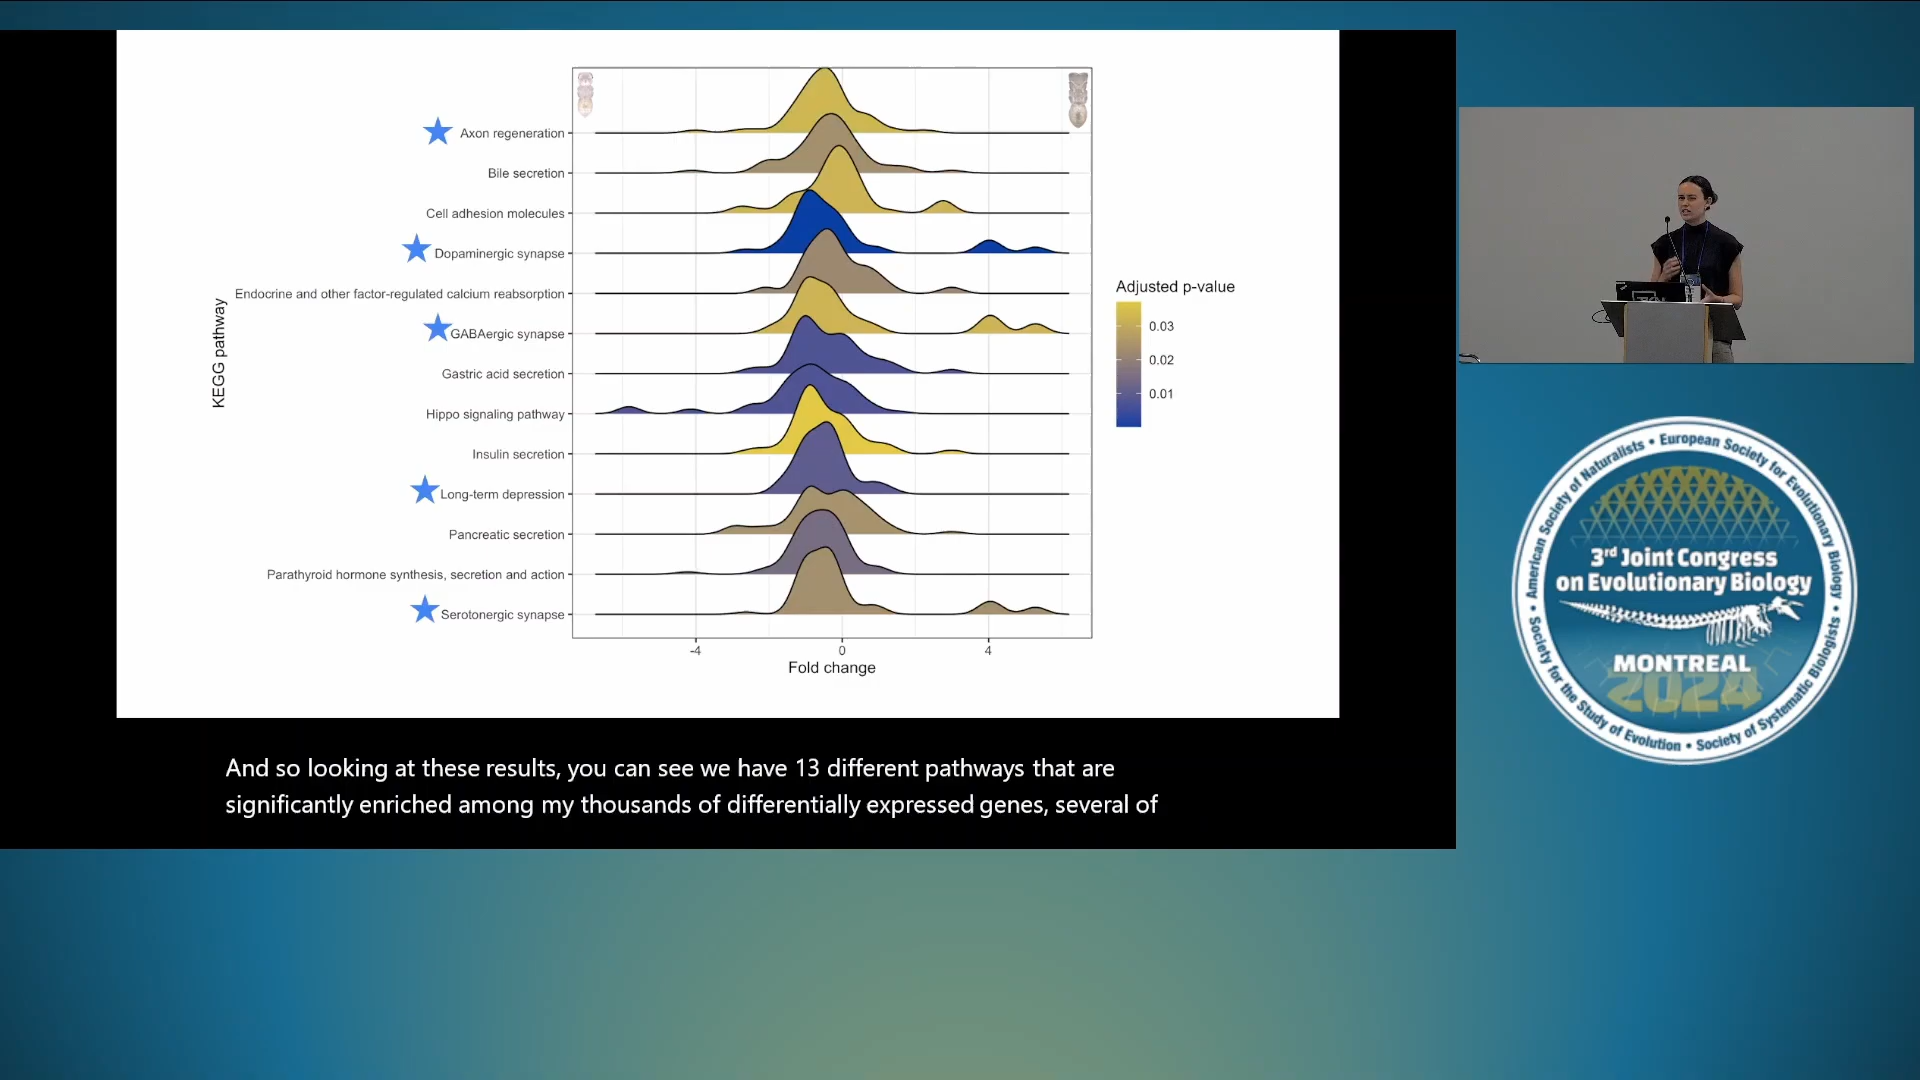 Axon regeneration
Bile secretion
Cell adhesion molecules
Dopaminergic synapse
Endocrine and other factor-regulated calcium reabsorption
GABAergic synapse
Gastric acid secretion
Hippo signaling pathway
Insulin secretion
Long-term depression
Pancreatic secretion
Parathyroid hormone synthesis, secretion and action
Serotonergic synapse
KEGG pathway
-4
0
4
Fold change
Adjusted p-value
0.03
0.02
0.01
And so looking at these results, you can see we have 13 different pathways that are
significantly enriched among my thousands of differentially expressed genes, several of
American Society of Naturalists • European Society for Evolutionary Biology •
Society for the Study of Evolution • Society of Systematic Biologists •
3rd Joint Congress
on Evolutionary Biology
MONTREAL
2024